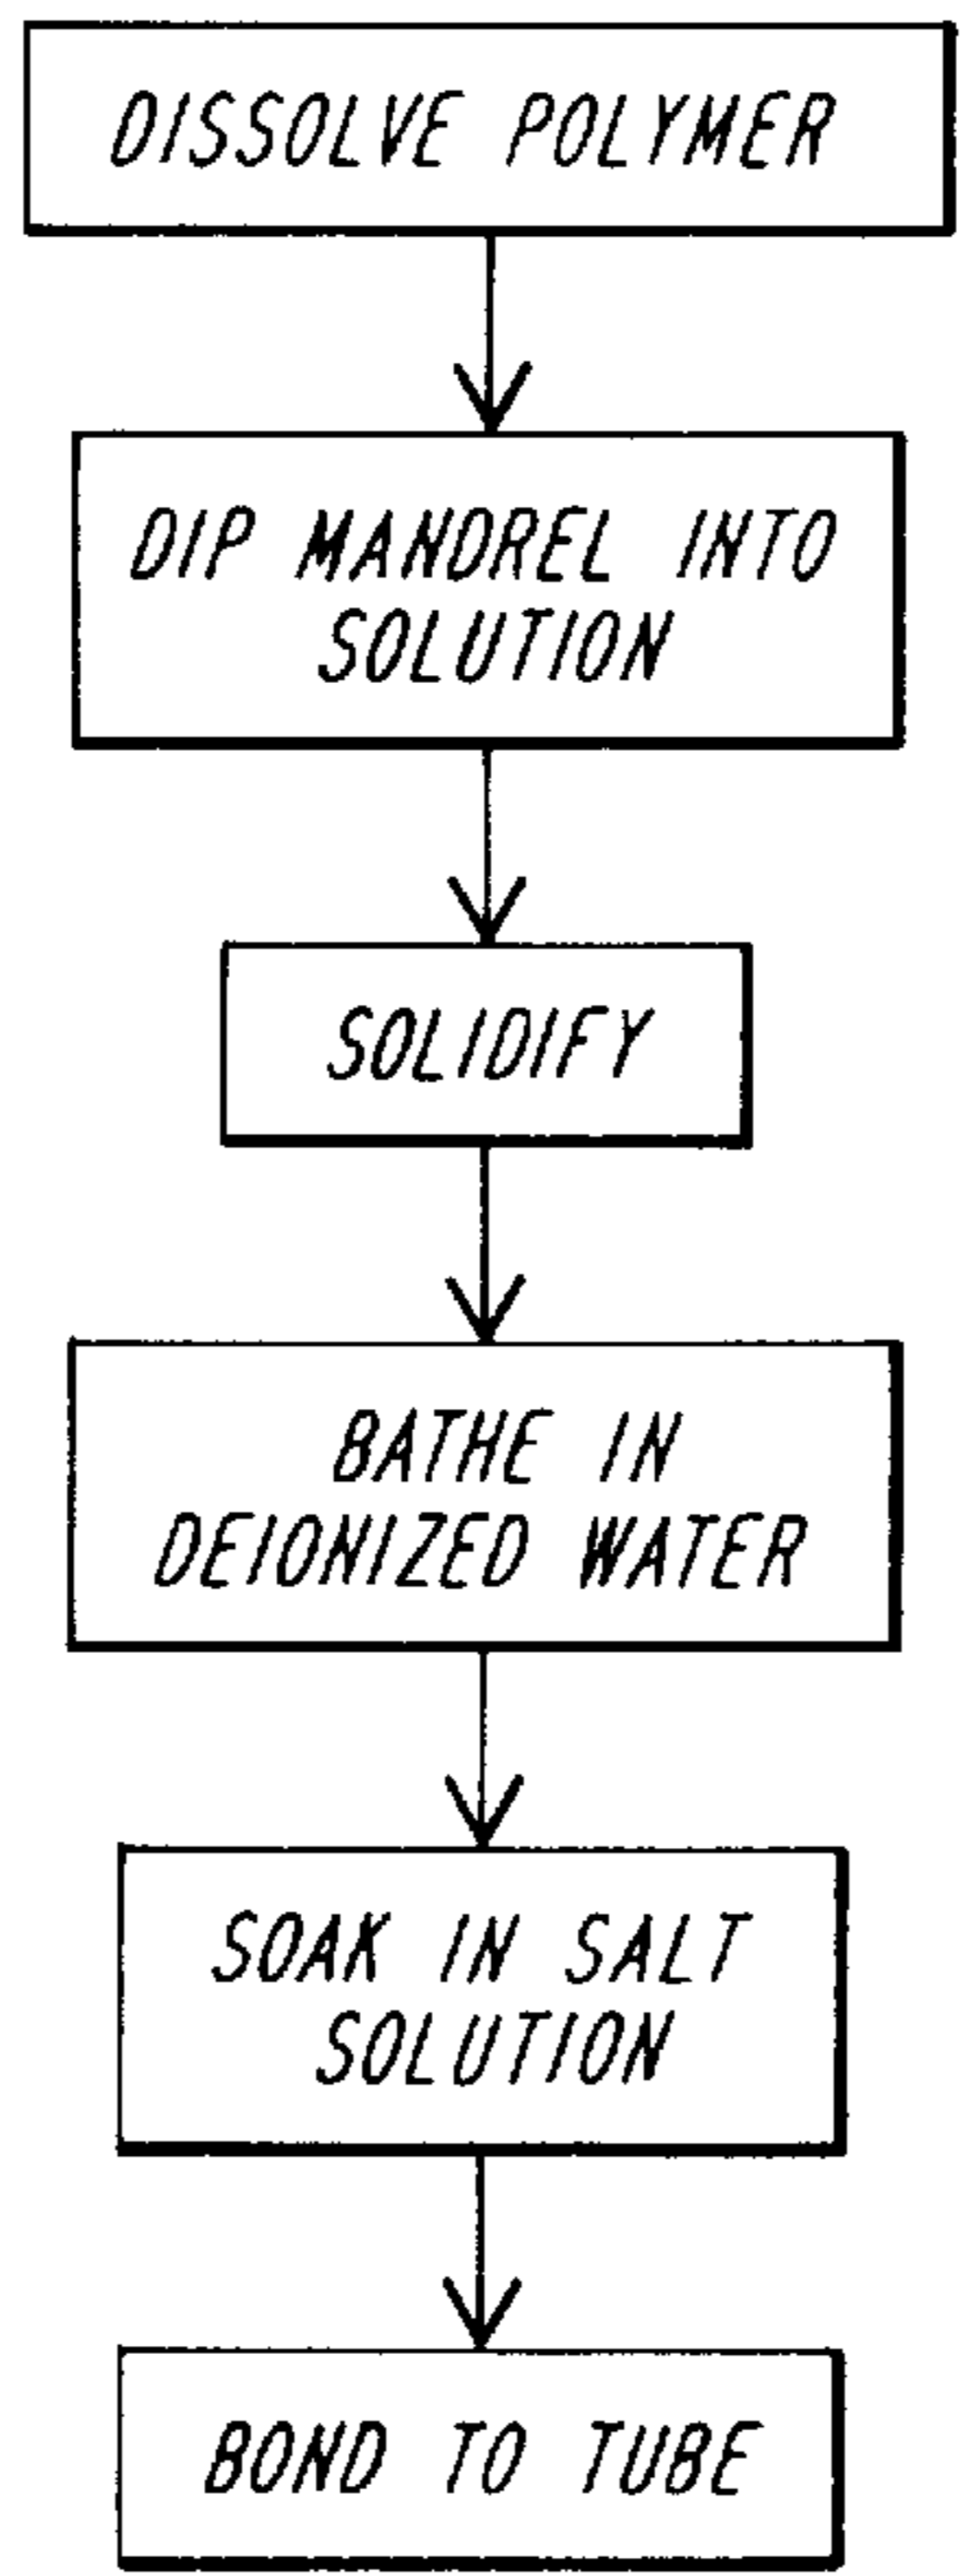 DISSOLVE POLYMER
DIP MANDREL INTO
SOLUTION
SOLIDIFY
BATHE IN
DEIONIZED WATER
SOAK IN SALT
SOLUTION
BOND TO TUBE